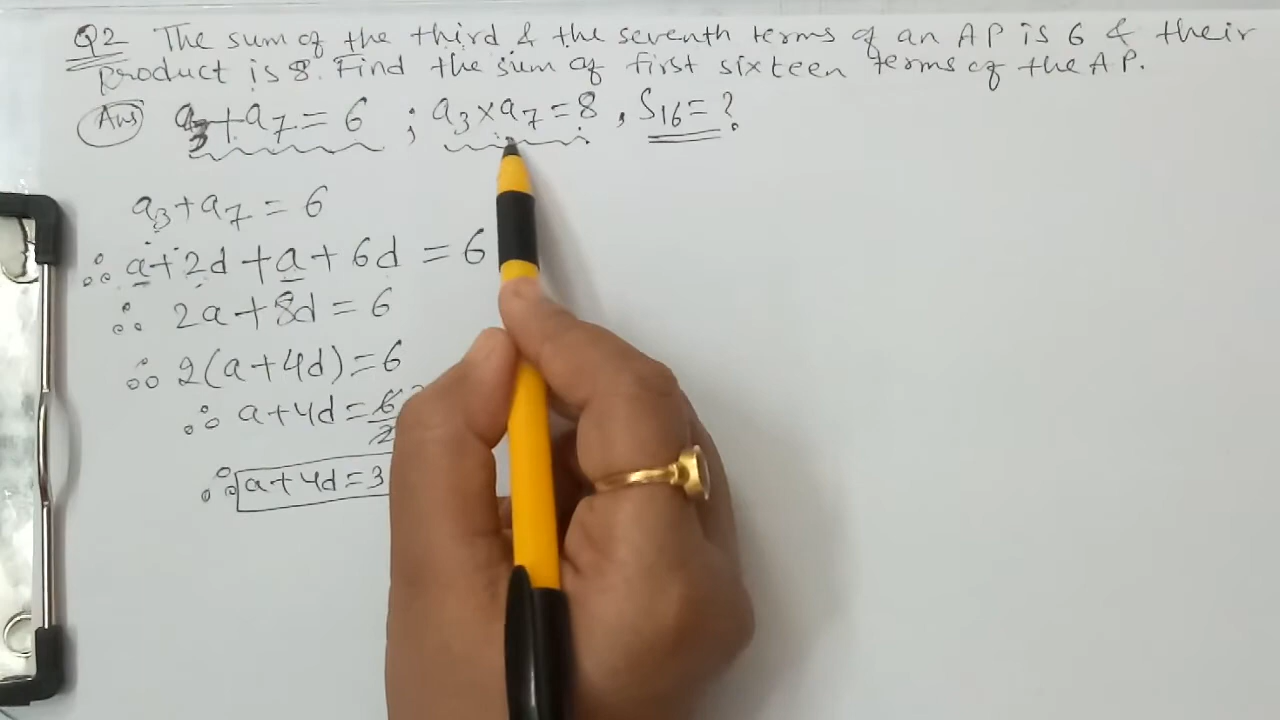 Q2 The sum of the third & the seventh terms of an AP is 6 & their
product is 8. Find the sum of first sixteen terms of the AP.
Ans a3+a7=6 ; a3×a7=8, S16=?
a3+a7=6
∴ a+2d+a+6d=6
∴ 2a+8d=6
∴ 2(a+4d)=6
∴ a+4d=6/2
∴ a+4d=3